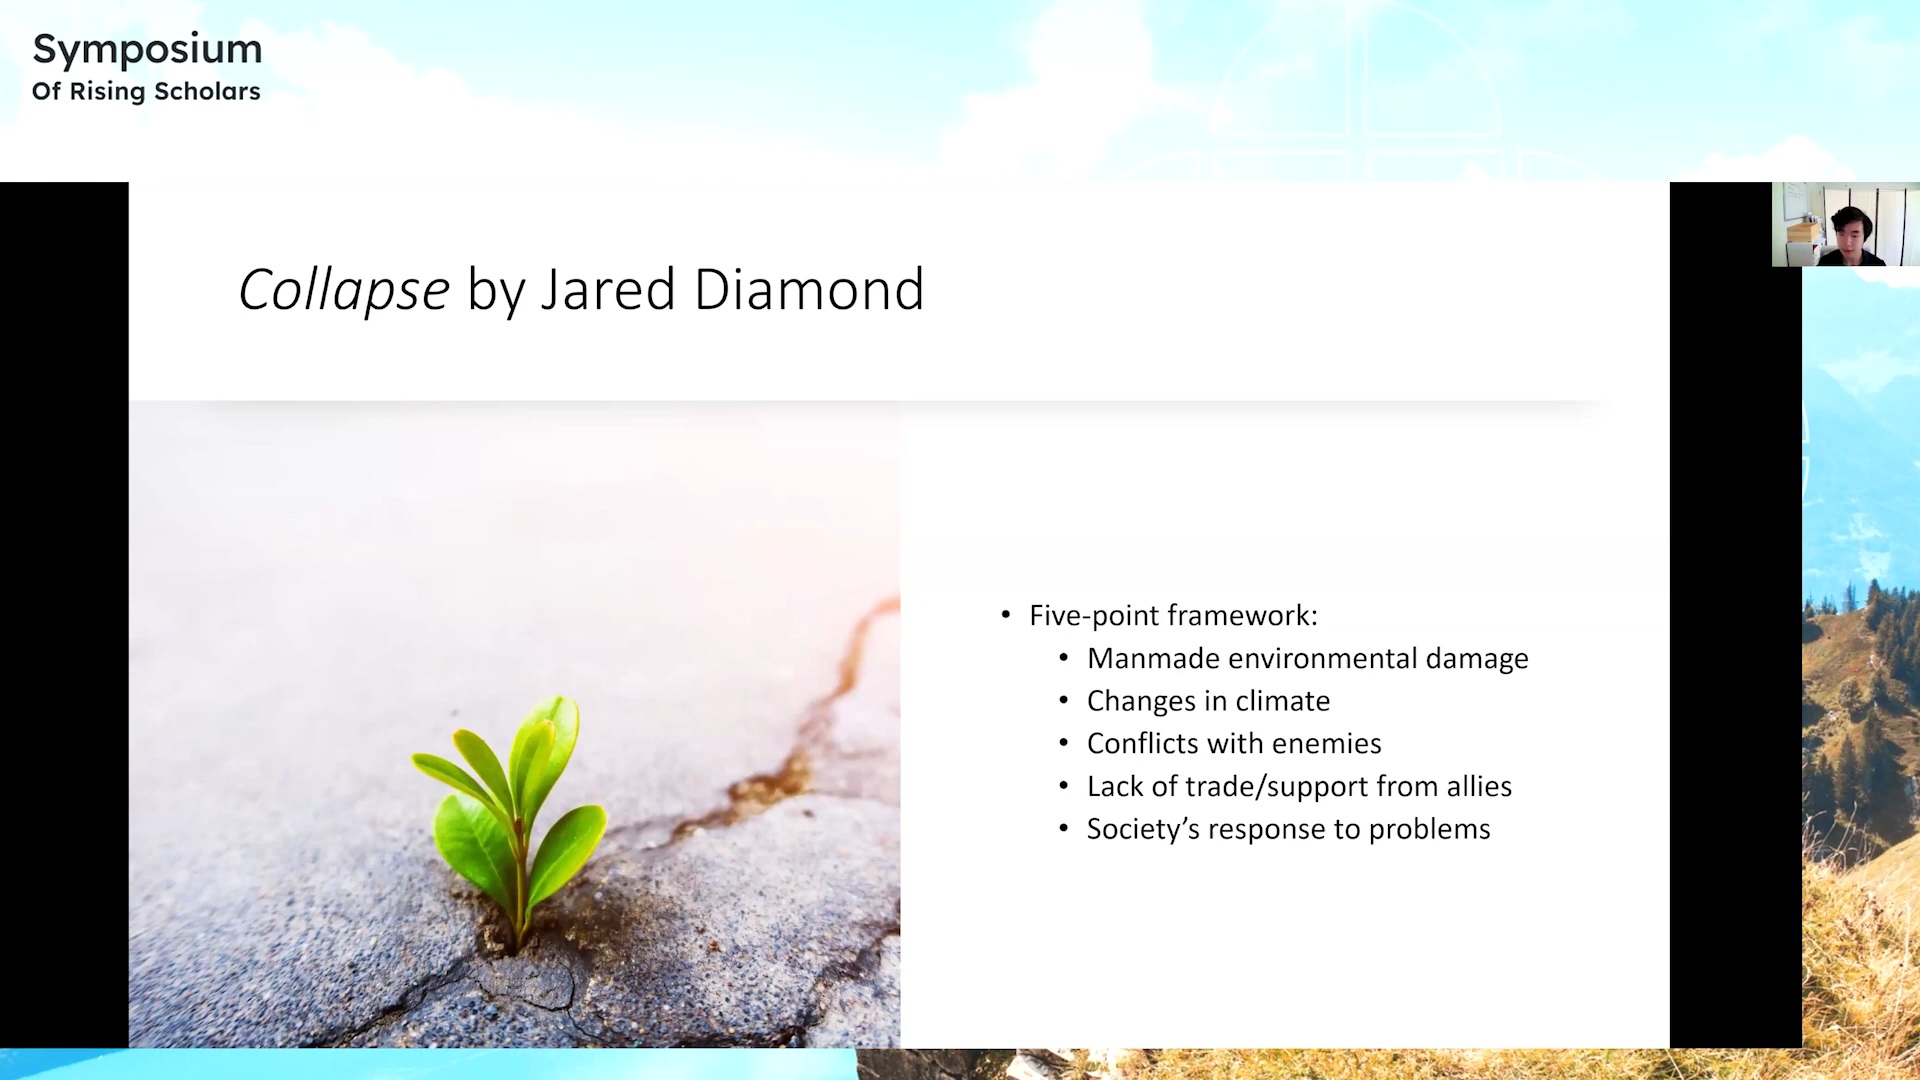 Symposium
Of Rising Scholars
Collapse by Jared Diamond
• Five-point framework:
• Manmade environmental damage
• Changes in climate
• Conflicts with enemies
• Lack of trade/support from allies
• Society’s response to problems